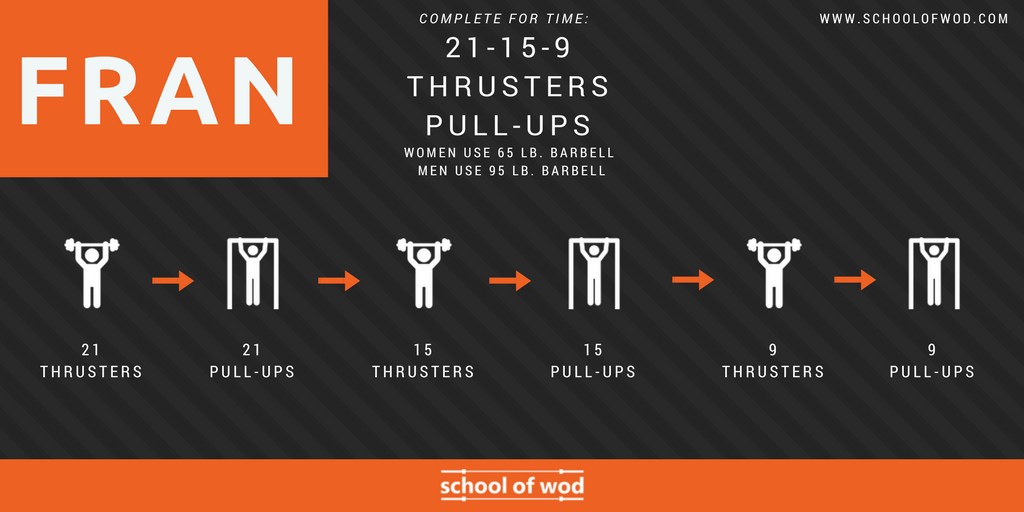 FRAN
COMPLETE FOR TIME:
21-15-9
THRUSTERS
PULL-UPS
WOMEN USE 65 LB. BARBELL
MEN USE 95 LB. BARBELL
WWW.SCHOOLOFWOD.COM
21
THRUSTERS
21
PULL-UPS
15
THRUSTERS
15
PULL-UPS
9
THRUSTERS
9
PULL-UPS
school of wod